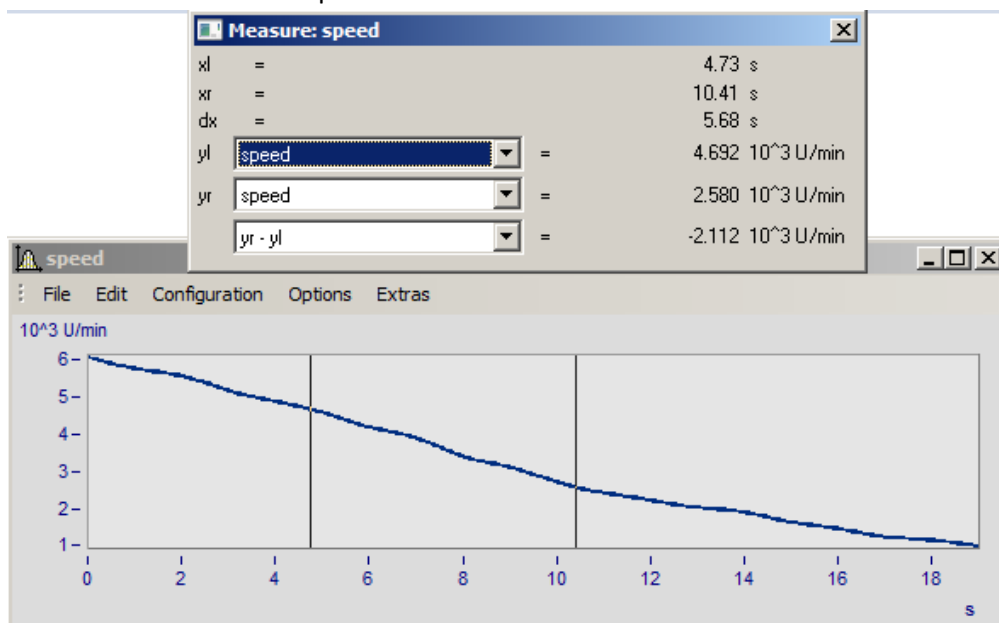 Measure: speed
xl = 4.73 s
xr = 10.41 s
dx = 5.68 s
yl speed = 4.692 10^3 U/min
yr speed = 2.580 10^3 U/min
yr - yl = -2.112 10^3 U/min
speed
File Edit Configuration Options Extras
10^3 U/min
6
5
4
3
2
1
0 2 4 6 8 10 12 14 16 18
s